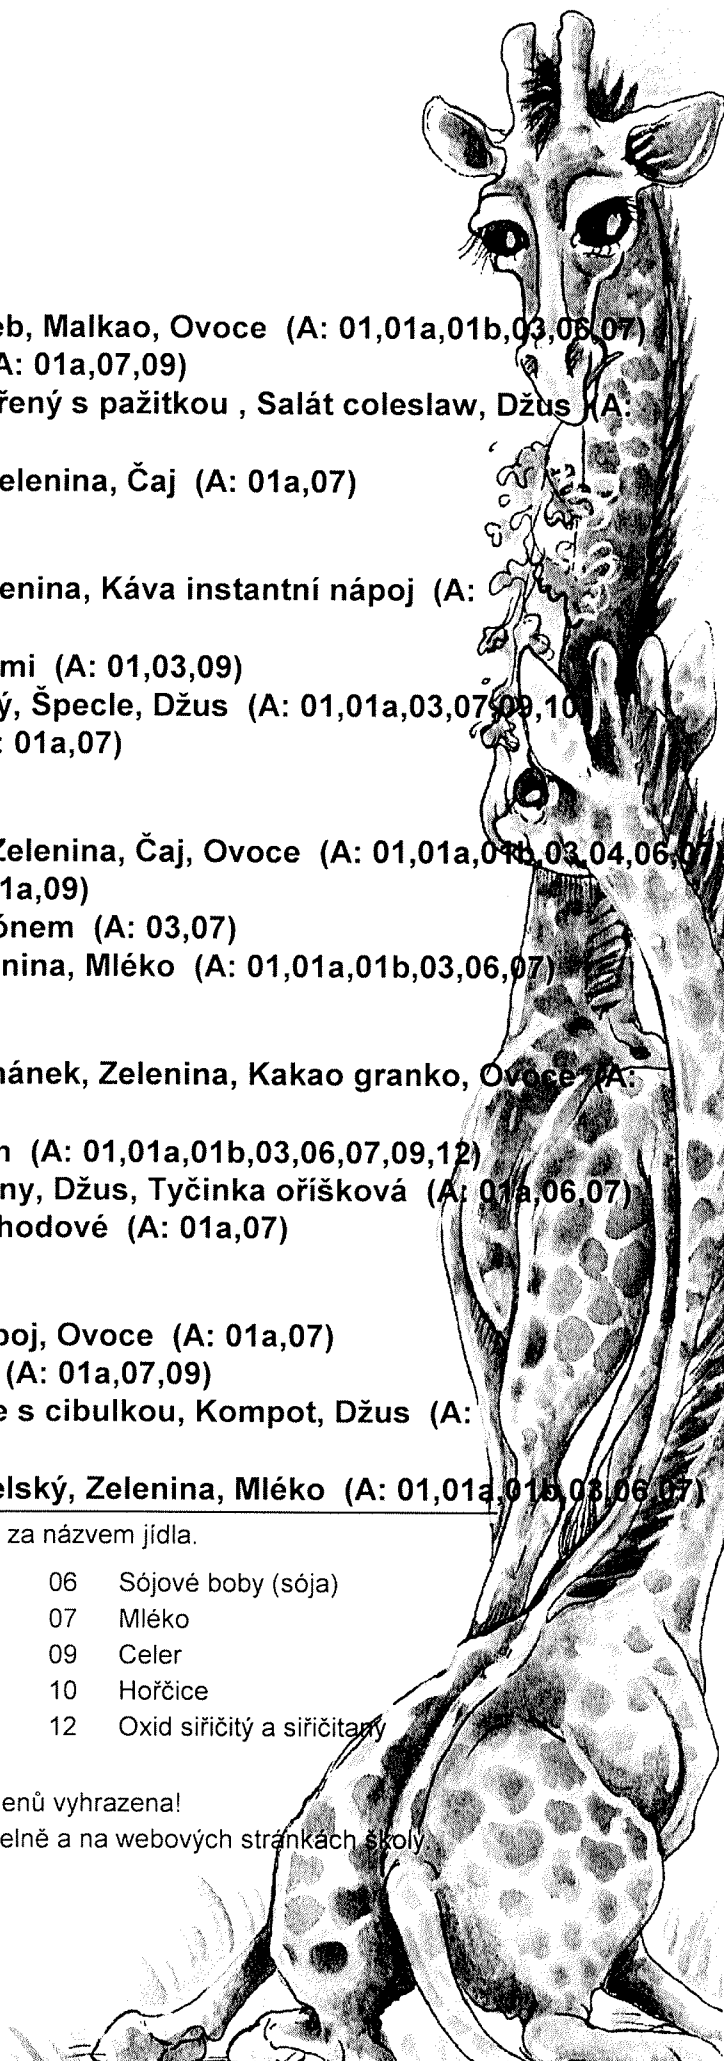 eb, Malkao, Ovoce (A: 01,01a,01b,03,06,07)
A: 01a,07,09)
řený s pažitkou , Salát coleslaw, Džus (A:
elenina, Čaj (A: 01a,07)
enina, Káva instantní nápoj (A:
mi (A: 01,03,09)
ý, Špecle, Džus (A: 01,01a,03,07,09,10)
: 01a,07)
Zelenina, Čaj, Ovoce (A: 01,01a,01b,03,04,06,07)
1a,09)
ónem (A: 03,07)
nina, Mléko (A: 01,01a,01b,03,06,07)
nánek, Zelenina, Kakao granko, Ovoce (A:
n (A: 01,01a,01b,03,06,07,09,12)
ny, Džus, Tyčinka oříšková (A: 01a,06,07)
hodové (A: 01a,07)
poj, Ovoce (A: 01a,07)
(A: 01a,07,09)
e s cibulkou, Kompot, Džus (A:
elský, Zelenina, Mléko (A: 01,01a,01b,03,06,07)
za názvem jídla.
06 Sójové boby (sója)
07 Mléko
09 Celer
10 Hořčice
12 Oxid siřičitý a siřičitany
enů vyhrazena!
elně a na webových stránkách školy.